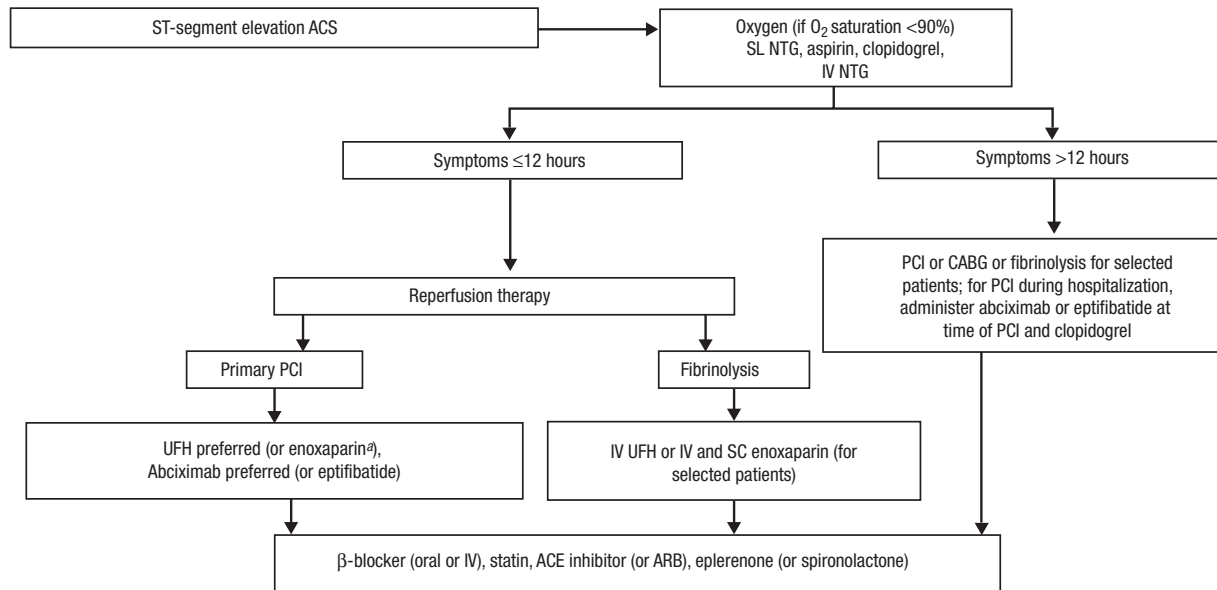 ST-segment elevation ACS
Oxygen (if O₂ saturation <90%)
SL NTG, aspirin, clopidogrel,
IV NTG
Symptoms ≤12 hours
Symptoms >12 hours
Reperfusion therapy
PCI or CABG or fibrinolysis for selected
patients; for PCI during hospitalization,
administer abciximab or eptifibatide at
time of PCI and clopidogrel
Primary PCI
Fibrinolysis
UFH preferred (or enoxaparinᵃ),
Abciximab preferred (or eptifibatide)
IV UFH or IV and SC enoxaparin (for
selected patients)
β-blocker (oral or IV), statin, ACE inhibitor (or ARB), eplerenone (or spironolactone)